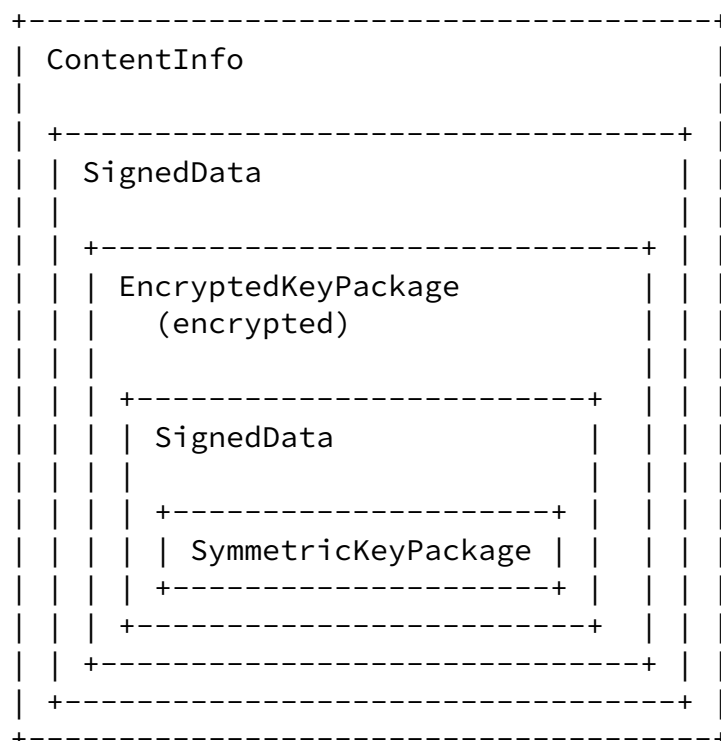 ContentInfo
SignedData
EncryptedKeyPackage
(encrypted)
SignedData
SymmetricKeyPackage